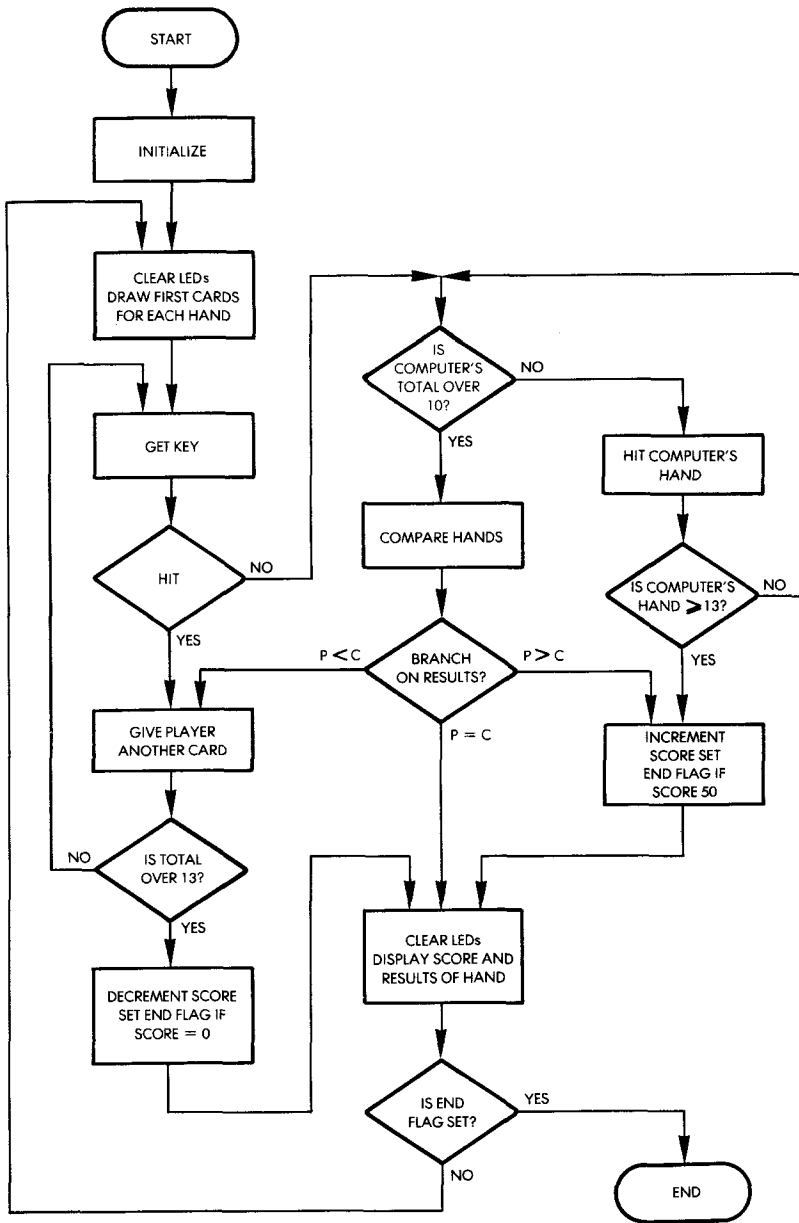 START
INITIALIZE
CLEAR LEDs
DRAW FIRST CARDS
FOR EACH HAND
GET KEY
HIT
NO
YES
GIVE PLAYER
ANOTHER CARD
IS TOTAL
OVER 13?
NO
YES
DECREMENT SCORE
SET END FLAG IF
SCORE = 0
IS
COMPUTER'S
TOTAL OVER
10?
NO
YES
COMPARE HANDS
BRANCH
ON RESULTS?
P < C
P > C
P = C
HIT COMPUTER'S
HAND
IS COMPUTER'S
HAND ⩾ 13?
NO
YES
INCREMENT
SCORE SET
END FLAG IF
SCORE 50
CLEAR LEDs
DISPLAY SCORE AND
RESULTS OF HAND
IS END
FLAG SET?
YES
NO
END